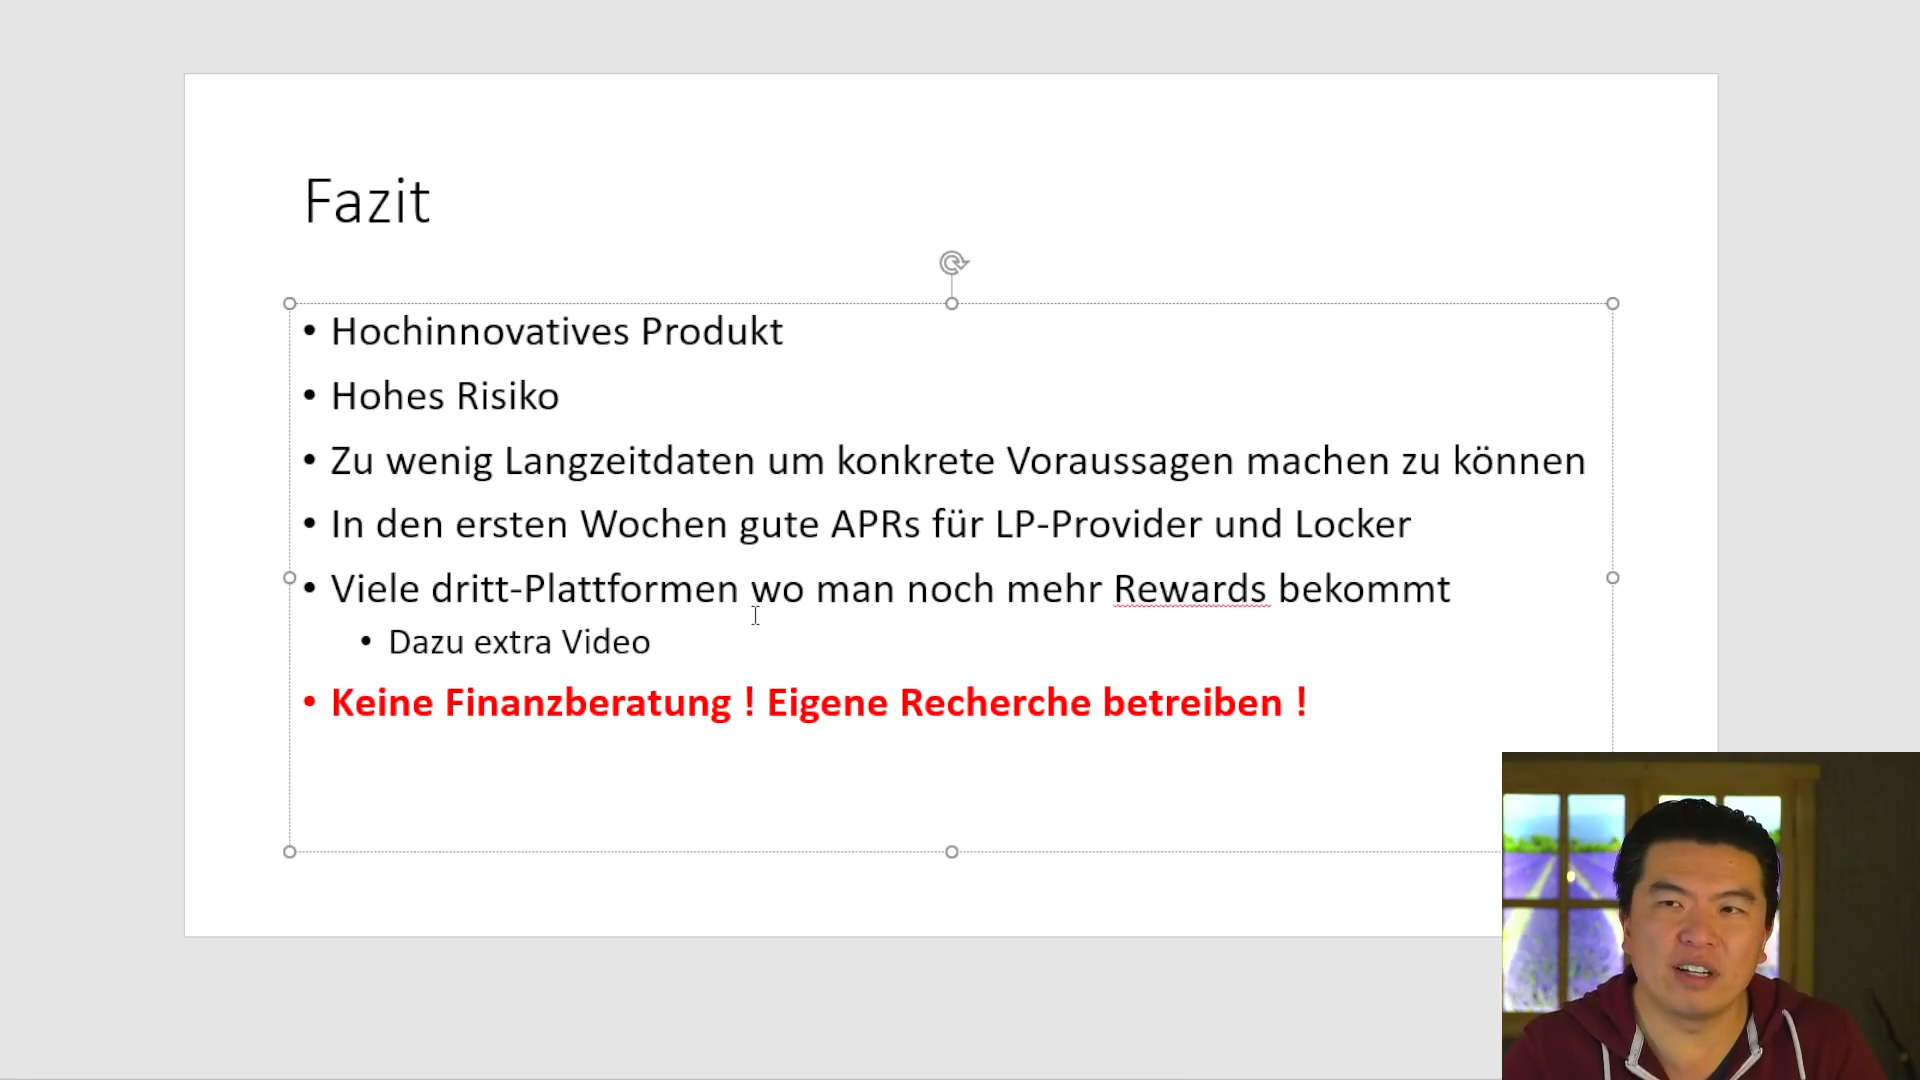 Fazit
• Hochinnovatives Produkt
• Hohes Risiko
• Zu wenig Langzeitdaten um konkrete Voraussagen machen zu können
• In den ersten Wochen gute APRs für LP-Provider und Locker
• Viele dritt-Plattformen wo man noch mehr Rewards bekommt
• Dazu extra Video
• Keine Finanzberatung ! Eigene Recherche betreiben !